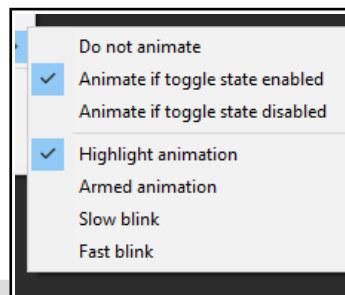 Do not animate
Animate if toggle state enabled
Animate if toggle state disabled
Highlight animation
Armed animation
Slow blink
Fast blink